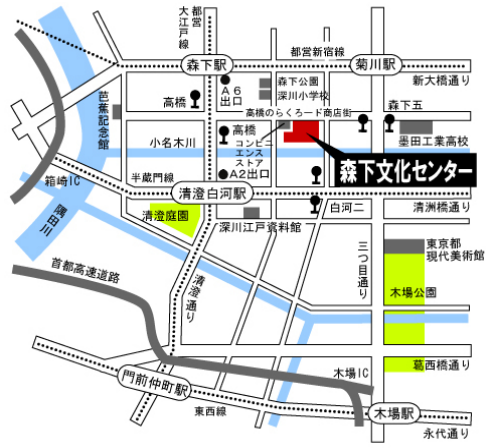 都営
大江戸線
都営新宿線
森下駅
菊川駅
新大橋通り
A6
出口
森下公園
深川小学校
高橋
芭蕉記念館
高橋のらくろード商店街
森下五
墨田工業高校
高橋
コンビニ
エンス
ストア
小名木川
A2出口
森下文化センター
半蔵門線
箱崎IC
清澄白河駅
白河二
清洲橋通り
隅田川
清澄庭園
深川江戸資料館
三つ目通り
東京都
現代美術館
首都高速道路
清澄通り
木場公園
木場IC
葛西橋通り
門前仲町駅
東西線
木場駅
永代通り